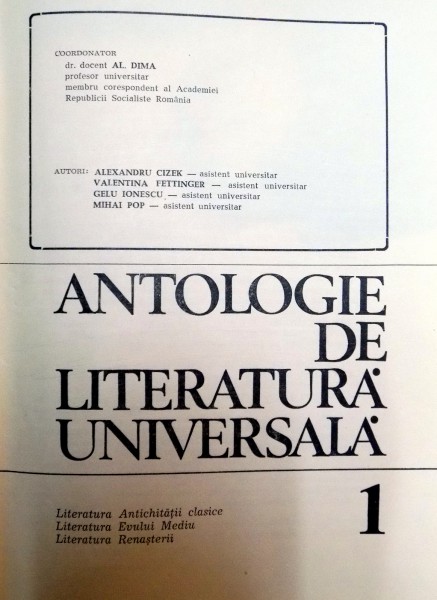 COORDONATOR
dr. docent AL. DIMA
profesor universitar
membru corespondent al Academiei
Republicii Socialiste România
AUTORI: ALEXANDRU CIZEK — asistent universitar
VALENTINA FETTINGER — asistent universitar
GELU IONESCU — asistent universitar
MIHAI POP — asistent universitar
ANTOLOGIE
DE
LITERATURĂ
UNIVERSALĂ
1
Literatura Antichității clasice
Literatura Evului Mediu
Literatura Renașterii